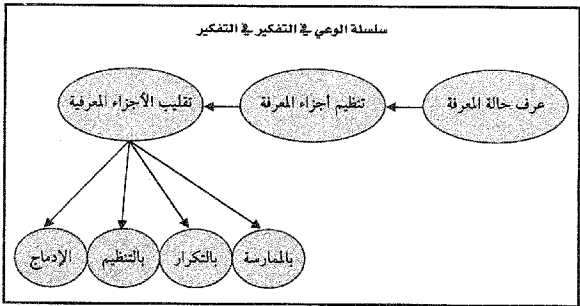 سلسلة الوعي في التفكير في التفكير
عرف حالة المعرفة
تنظيم أجزاء المعرفة
تقليب الأجزاء المعرفية
بالممارسة
بالتكرار
بالتنظيم
الإدماج